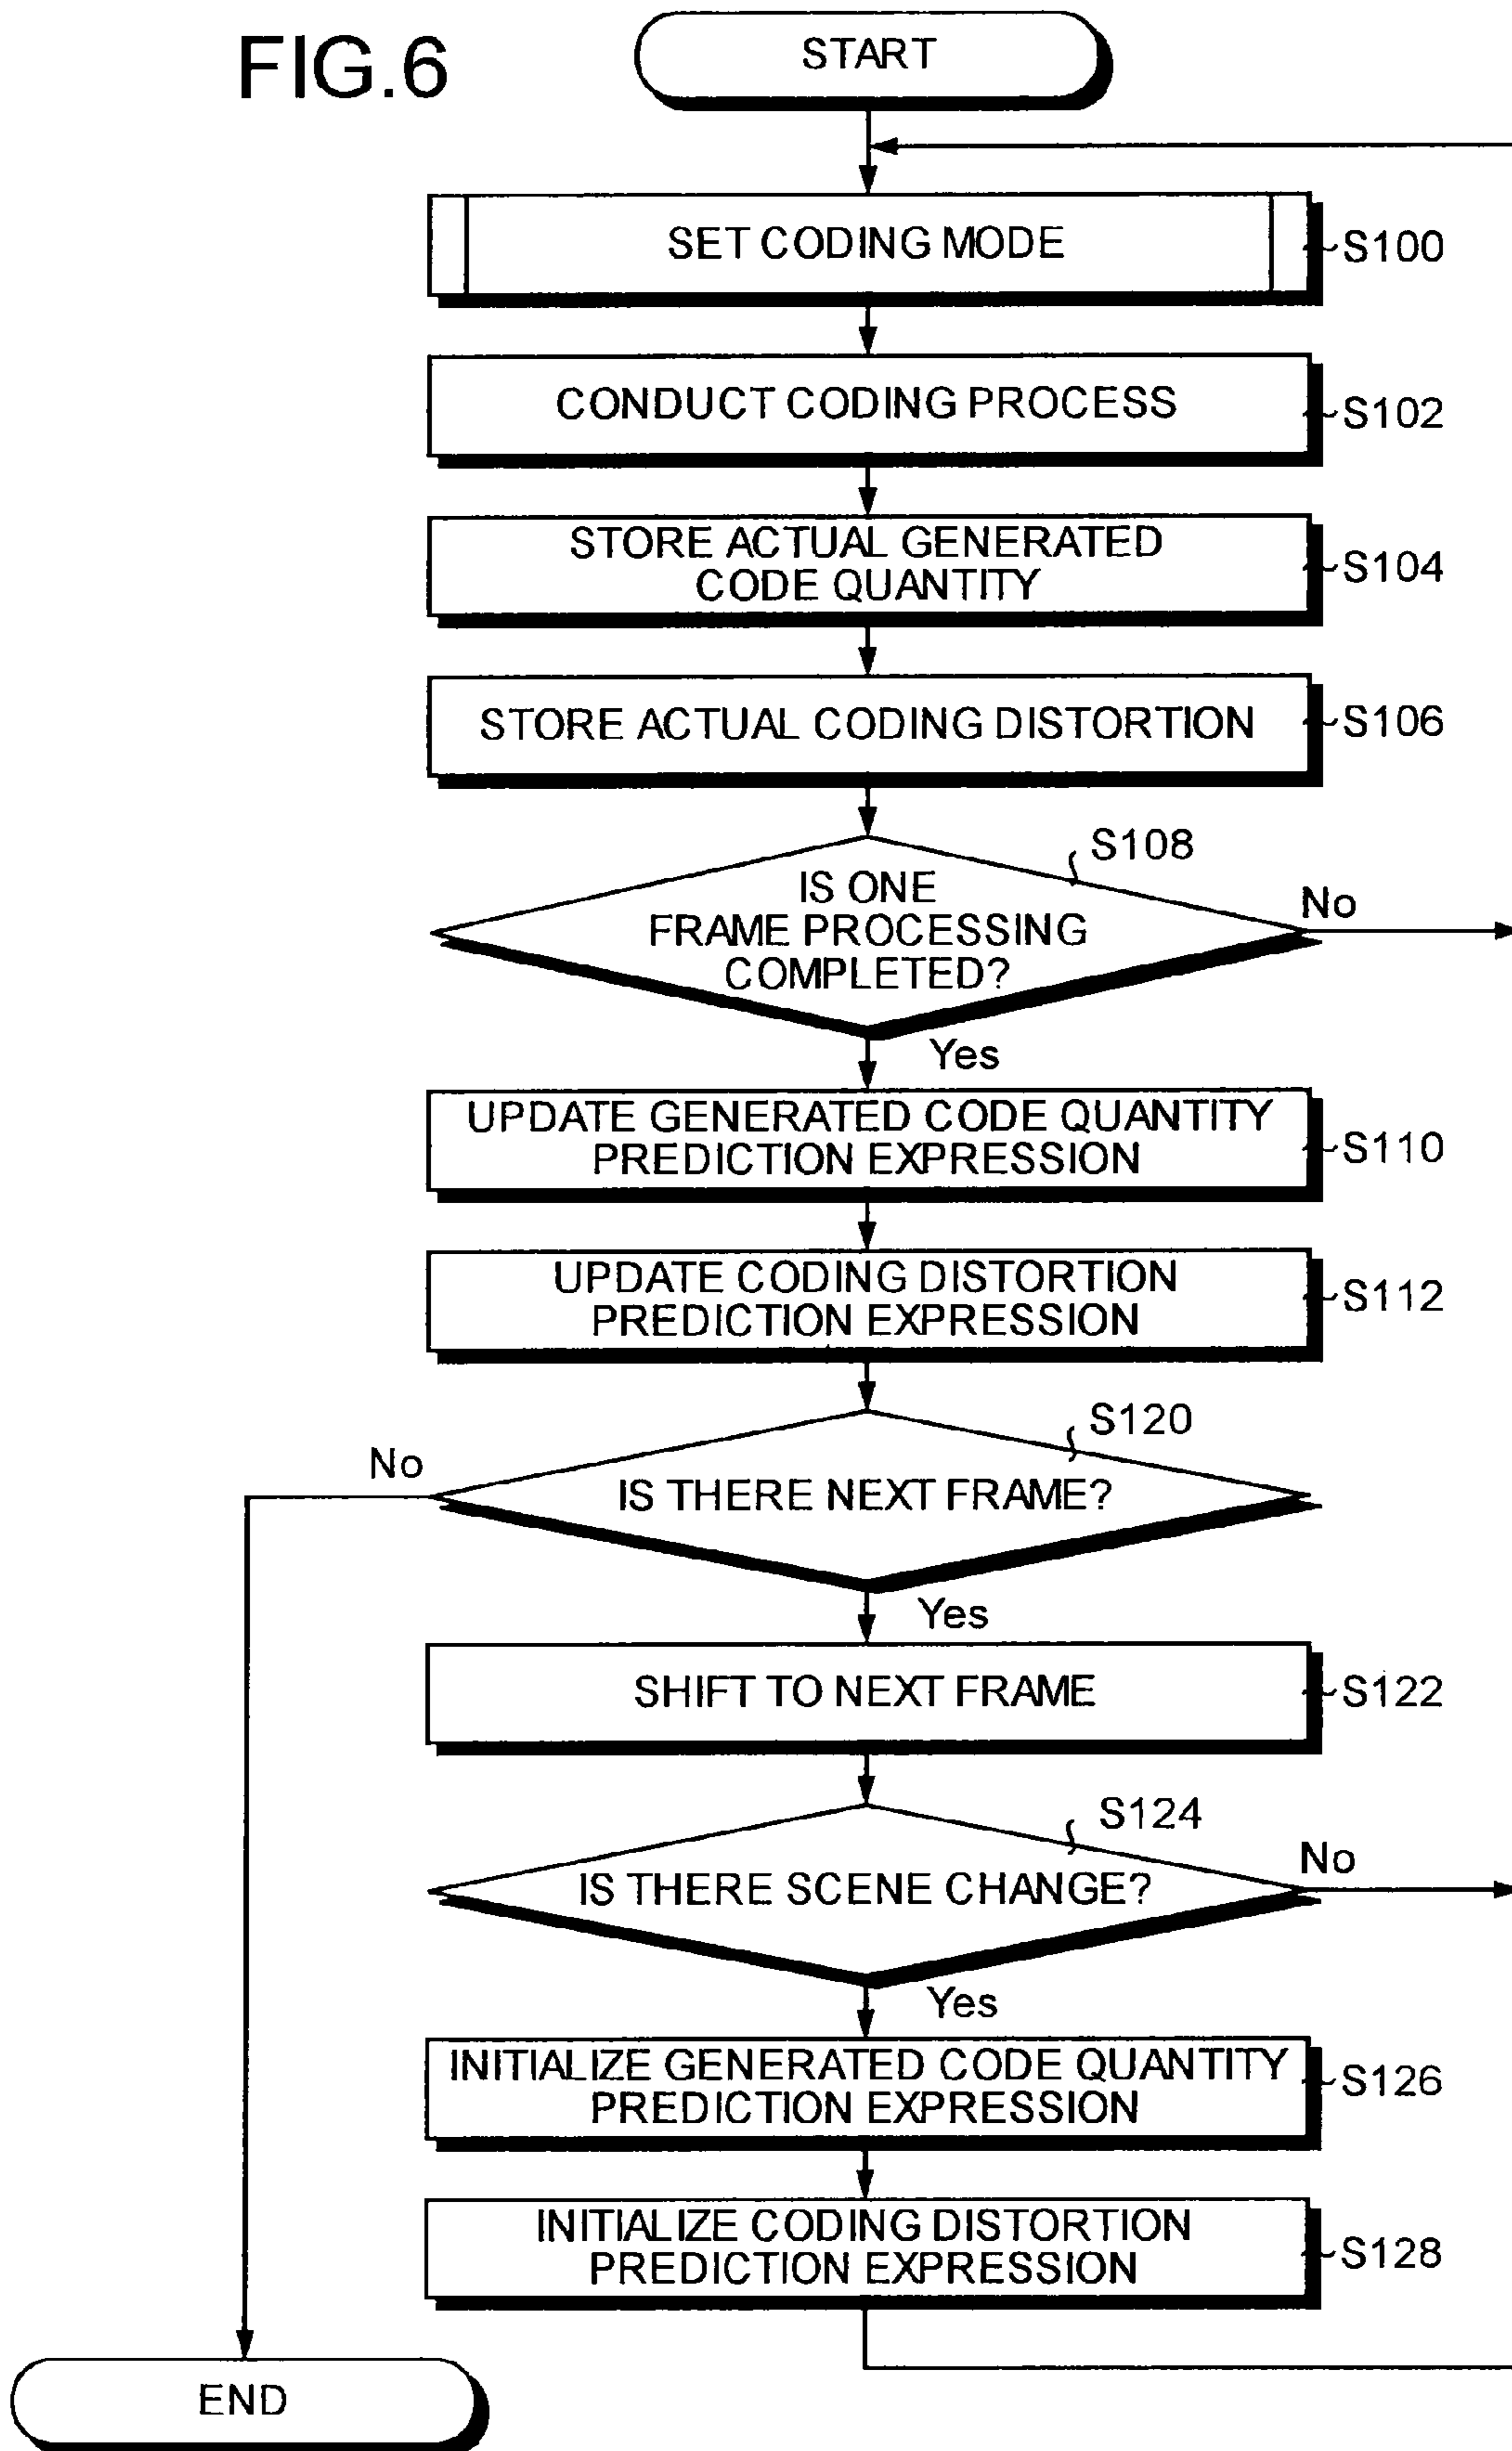 FIG.6
START
SET CODING MODE
S100
CONDUCT CODING PROCESS
S102
STORE ACTUAL GENERATED
CODE QUANTITY
S104
STORE ACTUAL CODING DISTORTION
S106
S108
IS ONE
FRAME PROCESSING
COMPLETED?
No
Yes
UPDATE GENERATED CODE QUANTITY
PREDICTION EXPRESSION
S110
UPDATE CODING DISTORTION
PREDICTION EXPRESSION
S112
S120
No
IS THERE NEXT FRAME?
Yes
SHIFT TO NEXT FRAME
S122
S124
No
IS THERE SCENE CHANGE?
Yes
INITIALIZE GENERATED CODE QUANTITY
PREDICTION EXPRESSION
S126
INITIALIZE CODING DISTORTION
PREDICTION EXPRESSION
S128
END